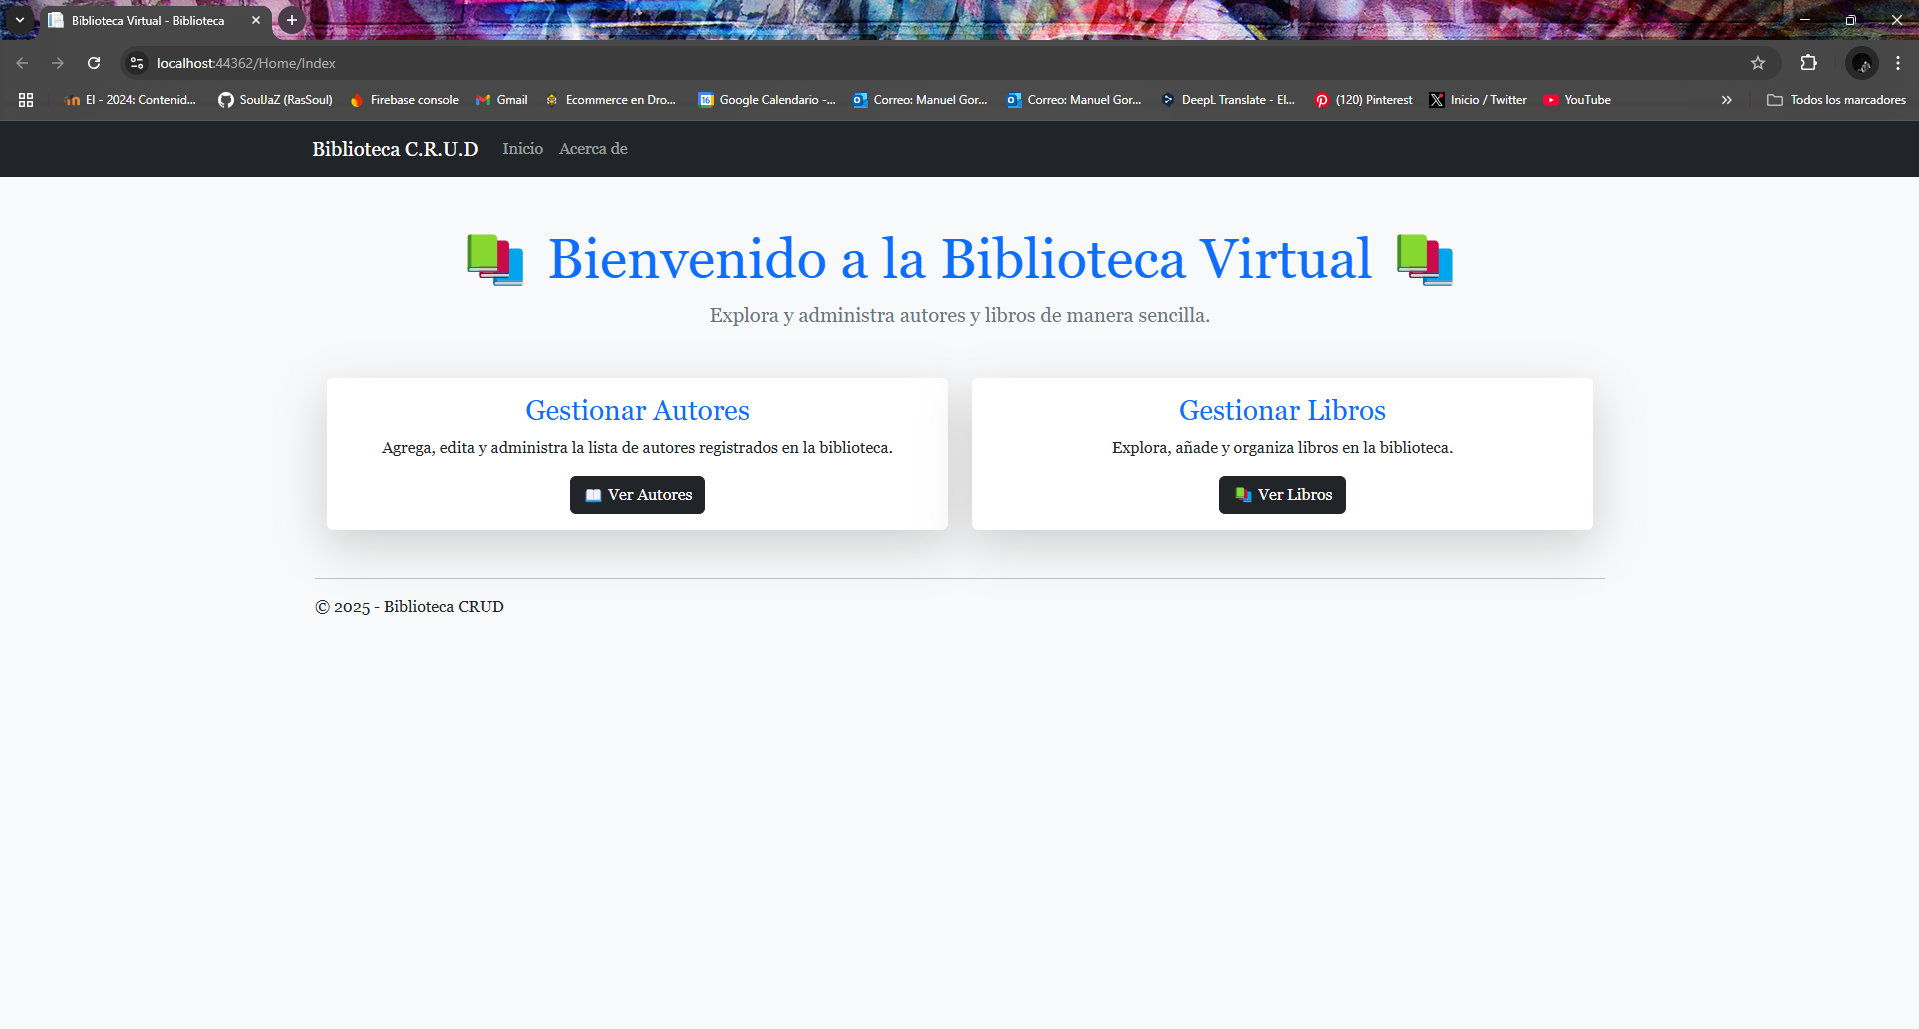 Biblioteca Virtual - Biblioteca
localhost:44362/Home/Index
EI - 2024: Contenid...
SoulJaZ (RasSoul)
Firebase console
Gmail
Ecommerce en Dro...
Google Calendario -...
Correo: Manuel Gor...
Correo: Manuel Gor...
DeepL Translate - El...
(120) Pinterest
Inicio / Twitter
YouTube
Todos los marcadores
Biblioteca C.R.U.D
Inicio
Acerca de
Bienvenido a la Biblioteca Virtual
Explora y administra autores y libros de manera sencilla.
Gestionar Autores
Agrega, edita y administra la lista de autores registrados en la biblioteca.
Ver Autores
Gestionar Libros
Explora, añade y organiza libros en la biblioteca.
Ver Libros
© 2025 - Biblioteca CRUD